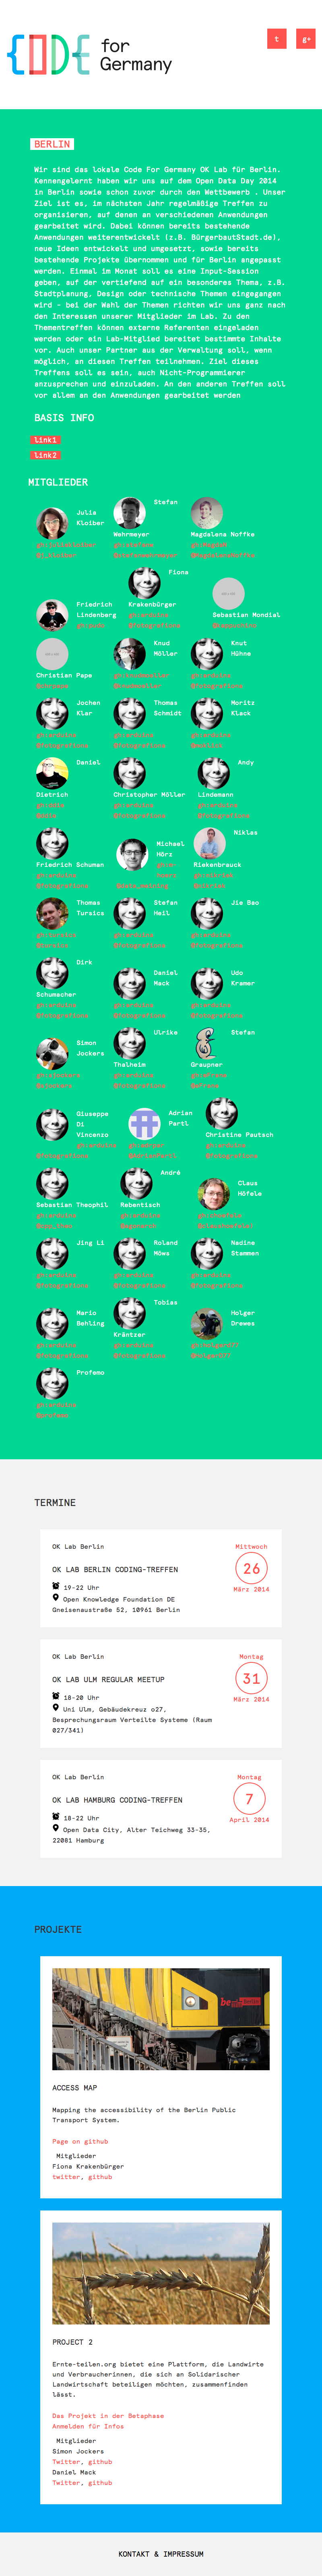 CODE for
Germany
t
g+
BERLIN
Wir sind das lokale Code For Germany OK Lab für Berlin.
Kennengelernt haben wir uns auf dem Open Data Day 2014
in Berlin sowie schon zuvor durch den Wettbewerb . Unser
Ziel ist es, im nächsten Jahr regelmäßige Treffen zu
organisieren, auf denen an verschiedenen Anwendungen
gearbeitet wird. Dabei können bereits bestehende
Anwendungen weiterentwickelt (z.B. BürgerbautStadt.de),
neue Ideen entwickelt und umgesetzt, sowie bereits
bestehende Projekte übernommen und für Berlin angepasst
werden. Einmal im Monat soll es eine Input-Session
geben, auf der vertiefend auf ein besonderes Thema, z.B.
Stadtplanung, Design oder technische Themen eingegangen
wird - bei der Wahl der Themen richten wir uns ganz nach
den Interessen unserer Mitglieder im Lab. Zu den
Thementreffen können externe Referenten eingeladen
werden oder ein Lab-Mitglied bereitet bestimmte Inhalte
vor. Auch unser Partner aus der Verwaltung soll, wenn
möglich, an diesen Treffen teilnehmen. Ziel dieses
Treffens soll es sein, auch Nicht-Programmierer
anzusprechen und einzuladen. An den anderen Treffen soll
vor allem an den Anwendungen gearbeitet werden
BASIS INFO
link1
link2
MITGLIEDER
Julia
Kloiber
Stefan
Wehrmeyer
Magdalena Noffke
Friedrich
Lindenberg
Fiona
Krakenbürger
Sebastian Mondial
Christian Pape
Knud
Möller
Knut
Hühne
Jochen
Klar
Thomas
Schmidt
Moritz
Klack
Daniel
Dietrich
Christopher Möller
Andy
Lindemann
Friedrich Schuman
Michael
Hörz
Niklas
Riekenbrauck
Thomas
Tursics
Stefan
Heil
Jie Bao
Dirk
Schumacher
Daniel
Mack
Udo
Kramer
Simon
Jockers
Ulrike
Thalheim
Stefan
Graupner
Giuseppe
Di
Vincenzo
Adrian
Partl
Christine Pautsch
Sebastian Theophil
André
Rebentisch
Claus
Höfele
Jing Li
Roland
Möws
Nadine
Stammen
Mario
Behling
Tobias
Kräntzer
Holger
Drewes
Profemo
TERMINE
OK Lab Berlin
Mittwoch
OK LAB BERLIN CODING-TREFFEN
26
19-22 Uhr
März 2014
Open Knowledge Foundation DE
Gneisenaustraße 52, 10961 Berlin
OK Lab Berlin
Montag
OK LAB ULM REGULAR MEETUP
31
18-20 Uhr
März 2014
Uni Ulm, Gebäudekreuz o27,
Besprechungsraum Verteilte Systeme (Raum
027/341)
OK Lab Berlin
Montag
OK LAB HAMBURG CODING-TREFFEN
7
18-22 Uhr
April 2014
Open Data City, Alter Teichweg 33-35,
22081 Hamburg
PROJEKTE
ACCESS MAP
Mapping the accessibility of the Berlin Public
Transport System.
Page on github
Mitglieder
Fiona Krakenbürger
twitter, github
PROJECT 2
Ernte-teilen.org bietet eine Plattform, die Landwirte
und Verbraucherinnen, die sich an Solidarischer
Landwirtschaft beteiligen möchten, zusammenfinden
lässt.
Das Projekt in der Betaphase
Anmelden für Infos
Mitglieder
Simon Jockers
Twitter, github
Daniel Mack
Twitter, github
KONTAKT & IMPRESSUM